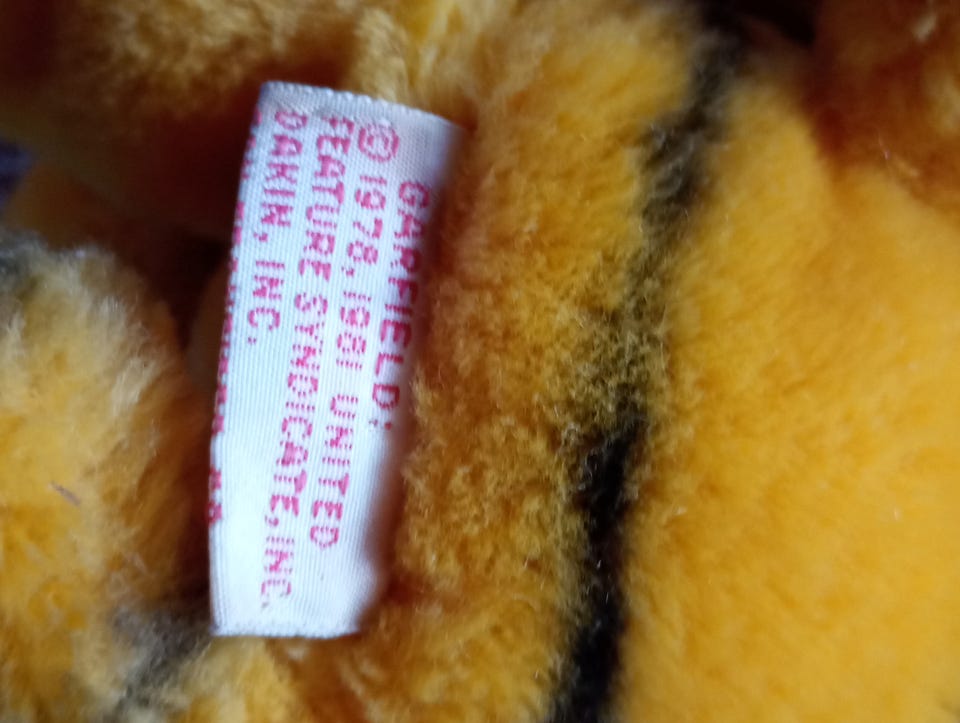 GARFIELD:
© 1978, 1981 UNITED
FEATURE SYNDICATE, INC.
DAKIN, INC.